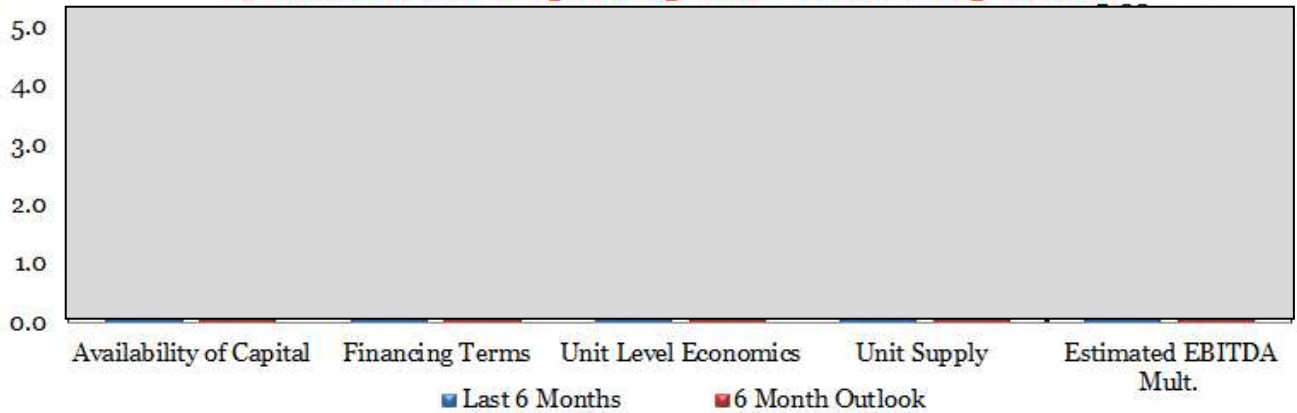 5.0
4.0
3.0
2.0
1.0
0.0
Availability of Capital Financing Terms Unit Level Economics Unit Supply Estimated EBITDA
Mult.
Last 6 Months 6 Month Outlook